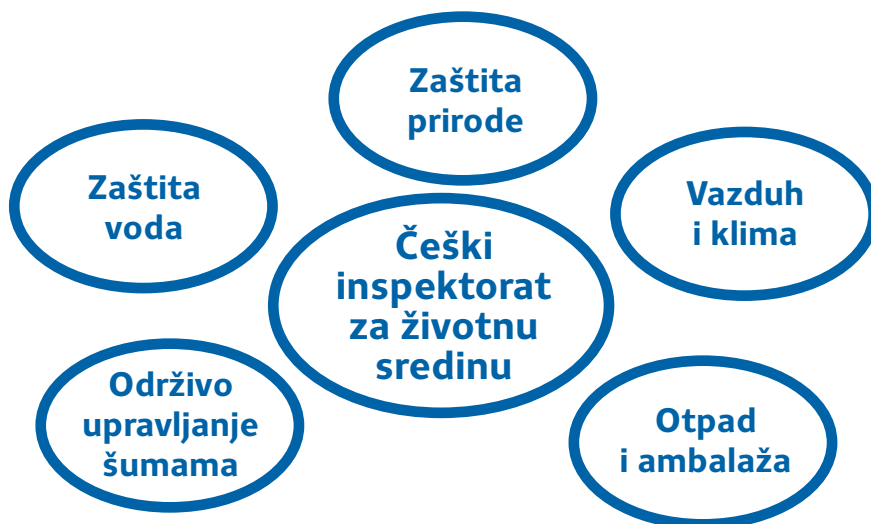 Zaštita
prirode
Zaštita
voda
Vazduh
i klima
Češki
inspektorat
za životnu
sredinu
Održivo
upravljanje
šumama
Otpad
i ambalaža